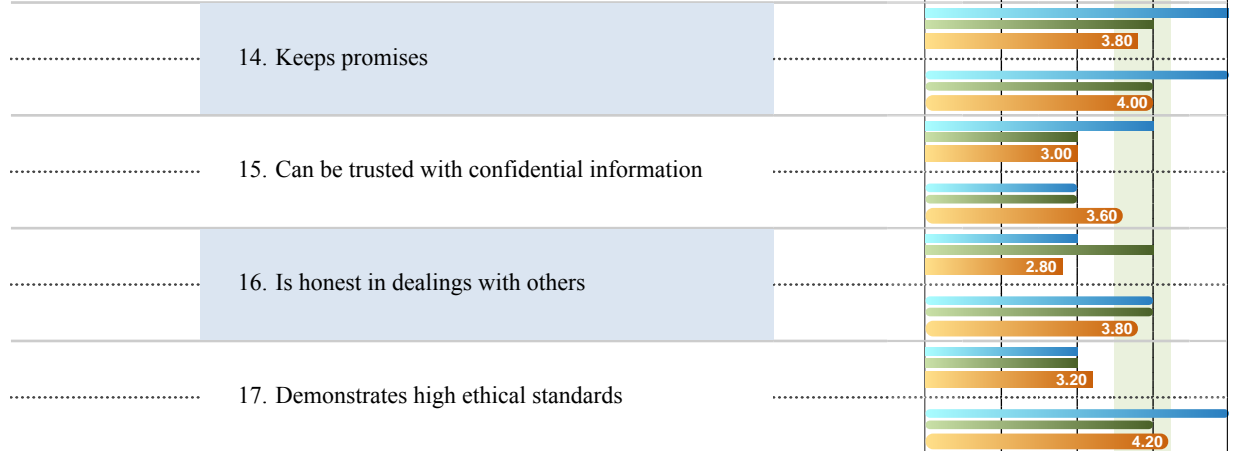 14. Keeps promises
3.80
4.00
15. Can be trusted with confidential information
3.00
3.60
16. Is honest in dealings with others
2.80
3.80
17. Demonstrates high ethical standards
3.20
4.20